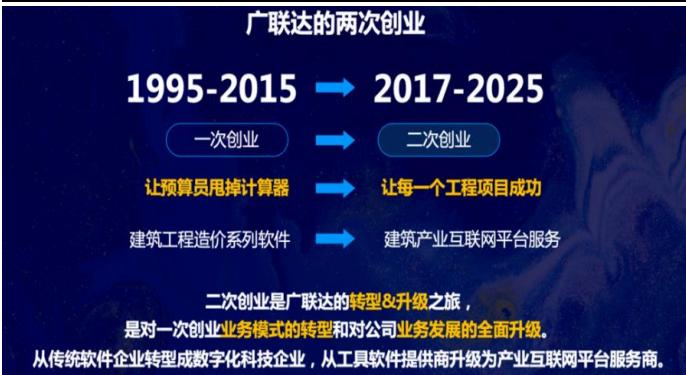 广联达的两次创业
1995-2015 2017-2025
一次创业 二次创业
让预算员甩掉计算器 让每一个工程项目成功
建筑工程造价系列软件 建筑产业互联网平台服务
二次创业是广联达的转型&升级之旅，
是对一次创业业务模式的转型和对公司业务发展的全面升级。
从传统软件企业转型成数字化科技企业，从工具软件提供商升级为产业互联网平台服务商。